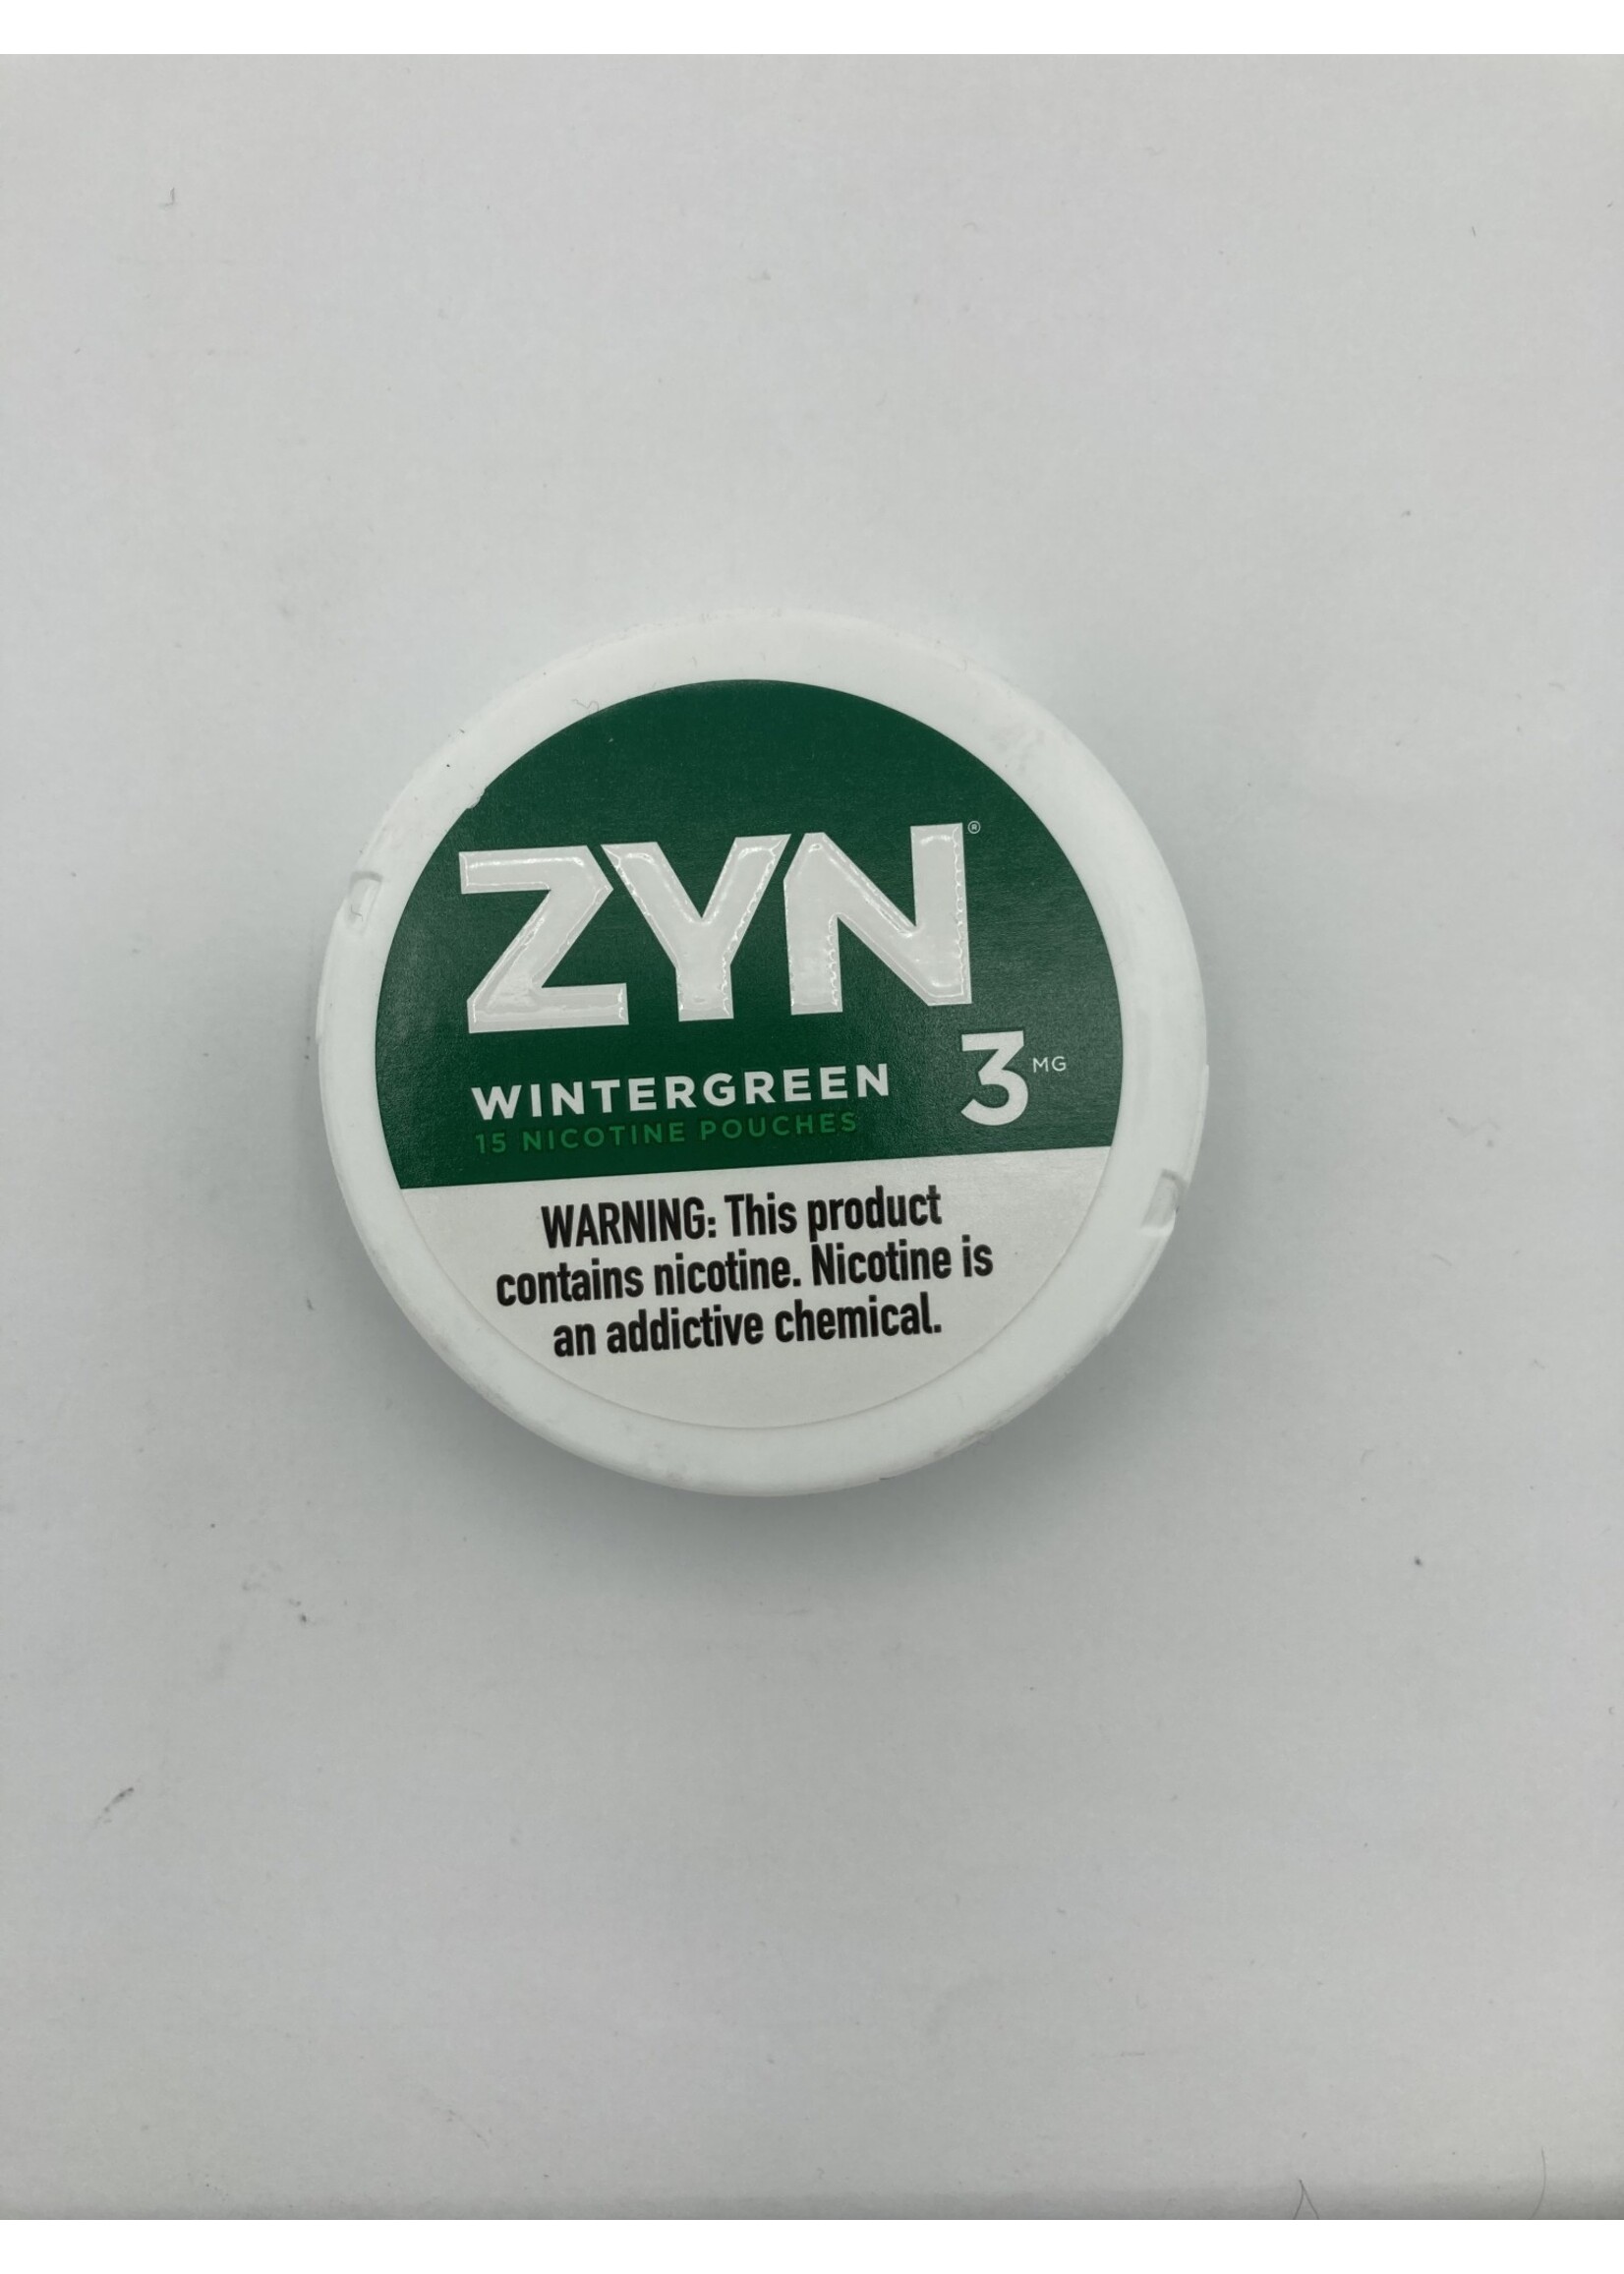 ZYN®
WINTERGREEN
3 MG
15 NICOTINE POUCHES
WARNING: This product
contains nicotine. Nicotine is
an addictive chemical.